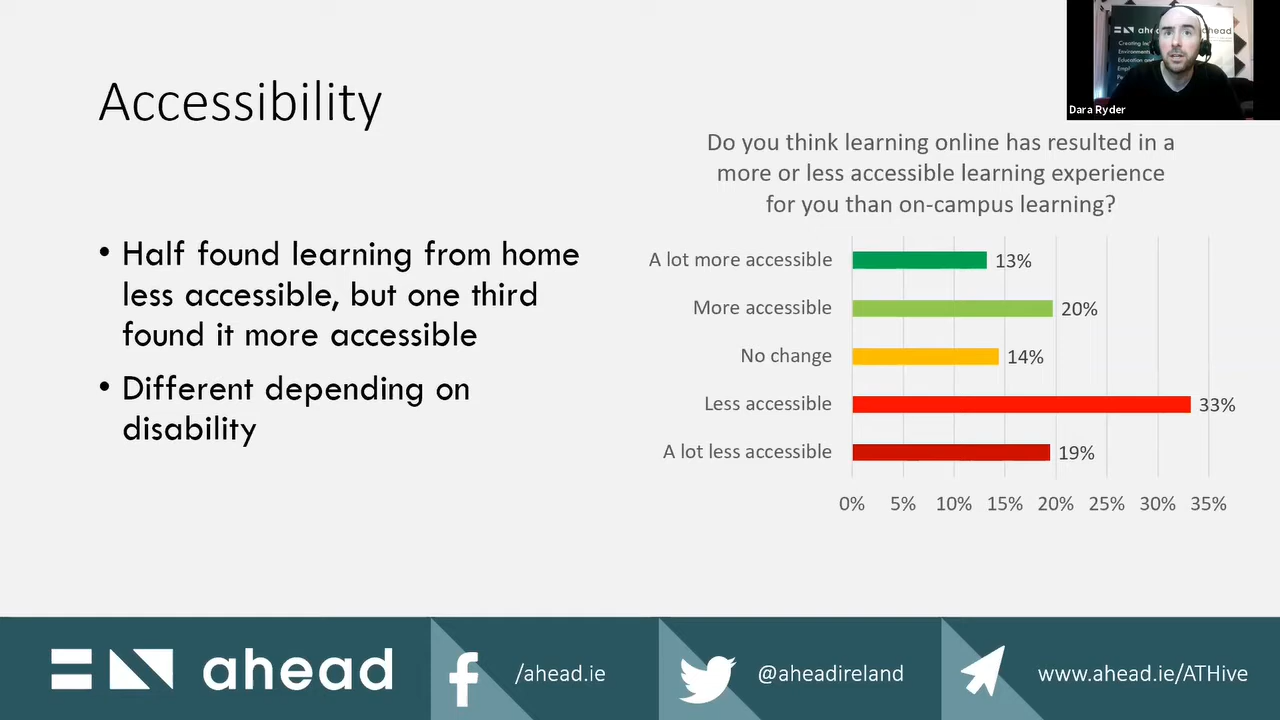 Accessibility
• Half found learning from home
less accessible, but one third
found it more accessible
• Different depending on
disability
ahead
ahead
Dara Ryder
Do you think learning online has resulted in a
more or less accessible learning experience
for you than on-campus learning?
A lot more accessible 13%
More accessible 20%
No change 14%
Less accessible 33%
A lot less accessible 19%
0% 5% 10% 15% 20% 25% 30% 35%
ahead
/ahead.ie
@aheadireland
www.ahead.ie/ATHive